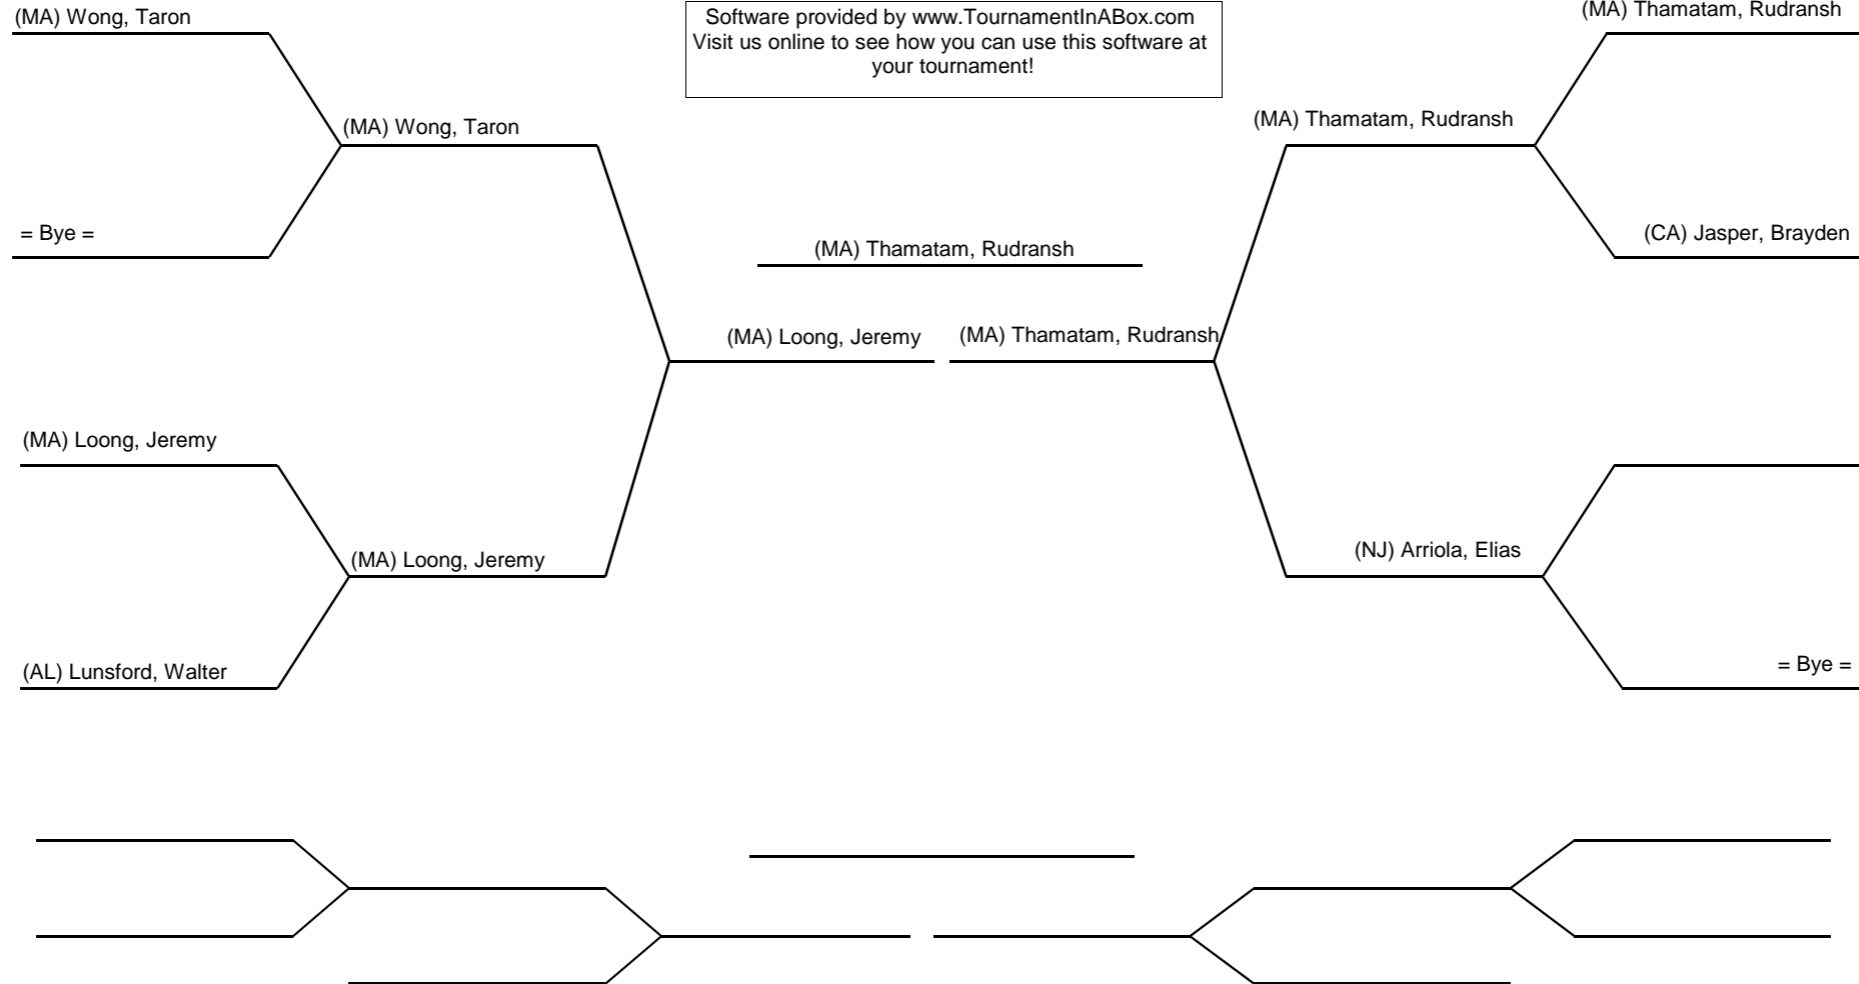 (MA) Wong, Taron
Software provided by www.TournamentInABox.com
Visit us online to see how you can use this software at
your tournament!
(MA) Thamatam, Rudransh
(MA) Wong, Taron
(MA) Thamatam, Rudransh
= Bye =
(MA) Thamatam, Rudransh
(CA) Jasper, Brayden
(MA) Loong, Jeremy
(MA) Thamatam, Rudransh
(MA) Loong, Jeremy
(MA) Loong, Jeremy
(NJ) Arriola, Elias
(AL) Lunsford, Walter
= Bye =